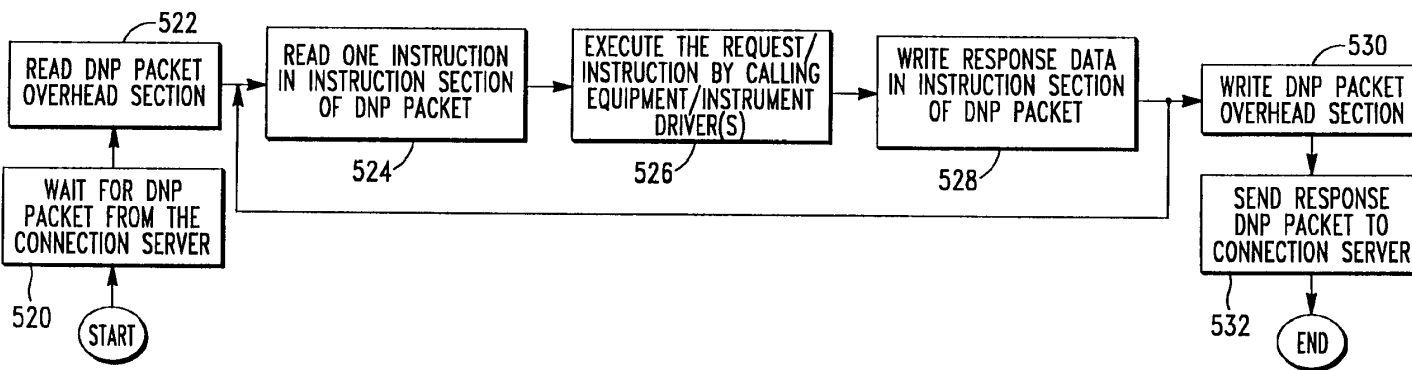 522
READ DNP PACKET
OVERHEAD SECTION
READ ONE INSTRUCTION
IN INSTRUCTION SECTION
OF DNP PACKET
524
EXECUTE THE REQUEST/
INSTRUCTION BY CALLING
EQUIPMENT/INSTRUMENT
DRIVER(S)
526
WRITE RESPONSE DATA
IN INSTRUCTION SECTION
OF DNP PACKET
528
530
WRITE DNP PACKET
OVERHEAD SECTION
WAIT FOR DNP
PACKET FROM THE
CONNECTION SERVER
520
START
SEND RESPONSE
DNP PACKET TO
CONNECTION SERVER
532
END